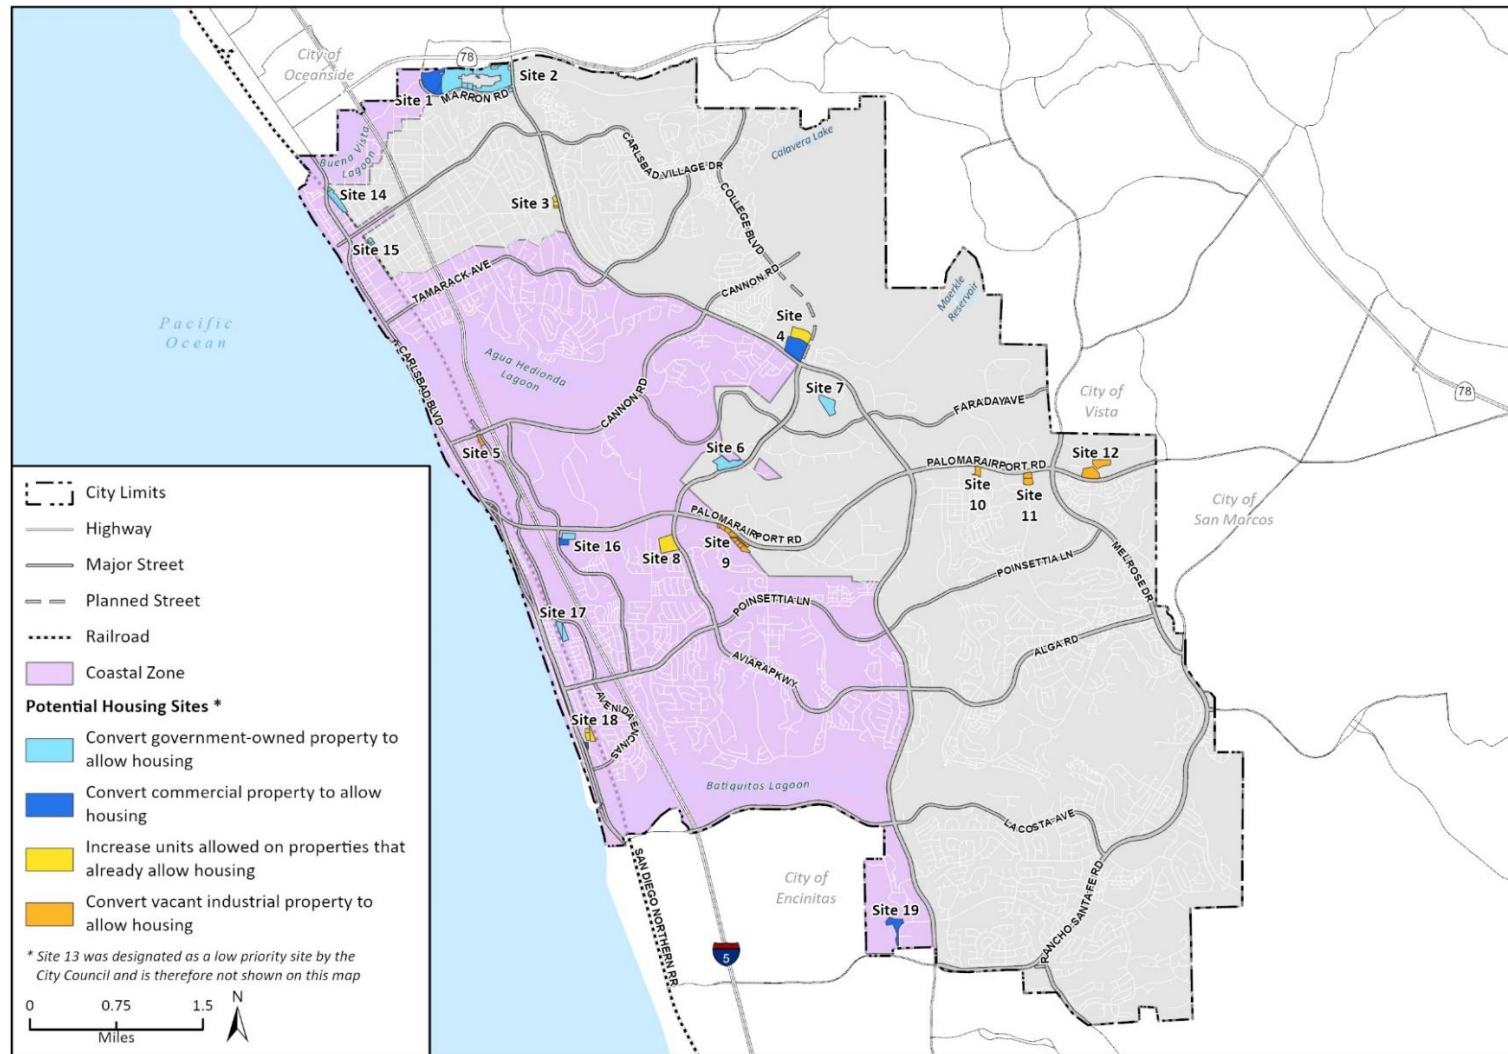 City of
Oceanside
78
Site 2
Site 1
MARRON RD
Buena Vista
Lagoon
Calavera Lake
CARLSBAD VILLAGE DR
COLLEGE BLVD
Site 14
Site 3
Site 15
TAMARACK AVE
CANNON RD
Maerkle
Reservoir
Pacific
Ocean
Site
4
Agua Hedionda
Lagoon
CARLSBAD BLVD
CANNON RD
Site 7
FARADAY AVE
City of
Vista
78
Site 5
Site 6
PALOMAR AIRPORT RD
Site 12
Site
10
Site
11
City of
San Marcos
PALOMAR AIRPORT RD
Site 16
Site 8
Site
9
POINSETTIA LN
MELROSE DR
Site 17
POINSETTIA LN
ALGA RD
AVIARA PKWY
AVENIDA ENCINAS
Site 18
Batiquitos Lagoon
LA COSTA AVE
SAN DIEGO NORTHERN RR
City of
Encinitas
RANCHO SANTA FE RD
Site 19
5
City Limits
Highway
Major Street
Planned Street
Railroad
Coastal Zone
Potential Housing Sites *
Convert government-owned property to
allow housing
Convert commercial property to allow
housing
Increase units allowed on properties that
already allow housing
Convert vacant industrial property to
allow housing
* Site 13 was designated as a low priority site by the
City Council and is therefore not shown on this map
0 0.75 1.5
Miles
N